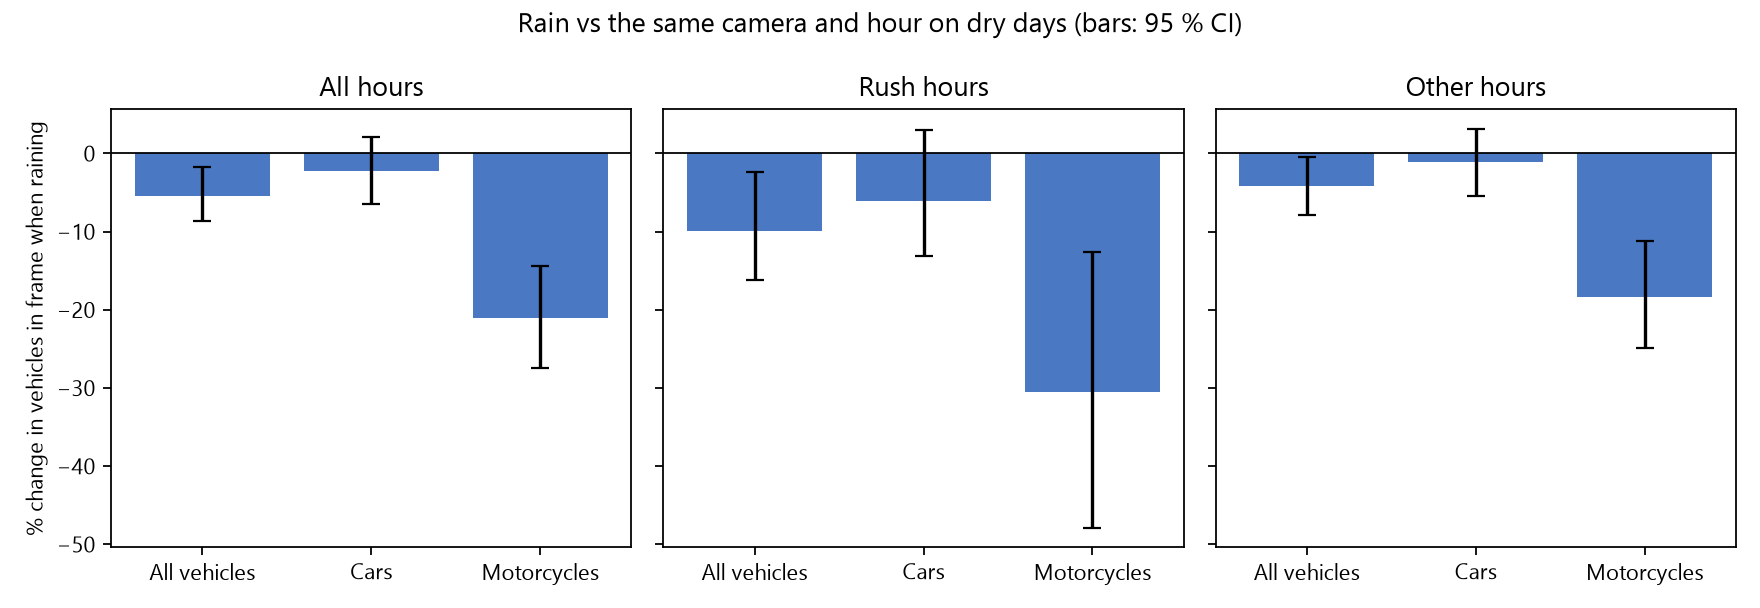 Rain vs the same camera and hour on dry days (bars: 95 % CI)
All hours
Rush hours
Other hours
% change in vehicles in frame when raining
0
−10
−20
−30
−40
−50
All vehicles
Cars
Motorcycles
All vehicles
Cars
Motorcycles
All vehicles
Cars
Motorcycles